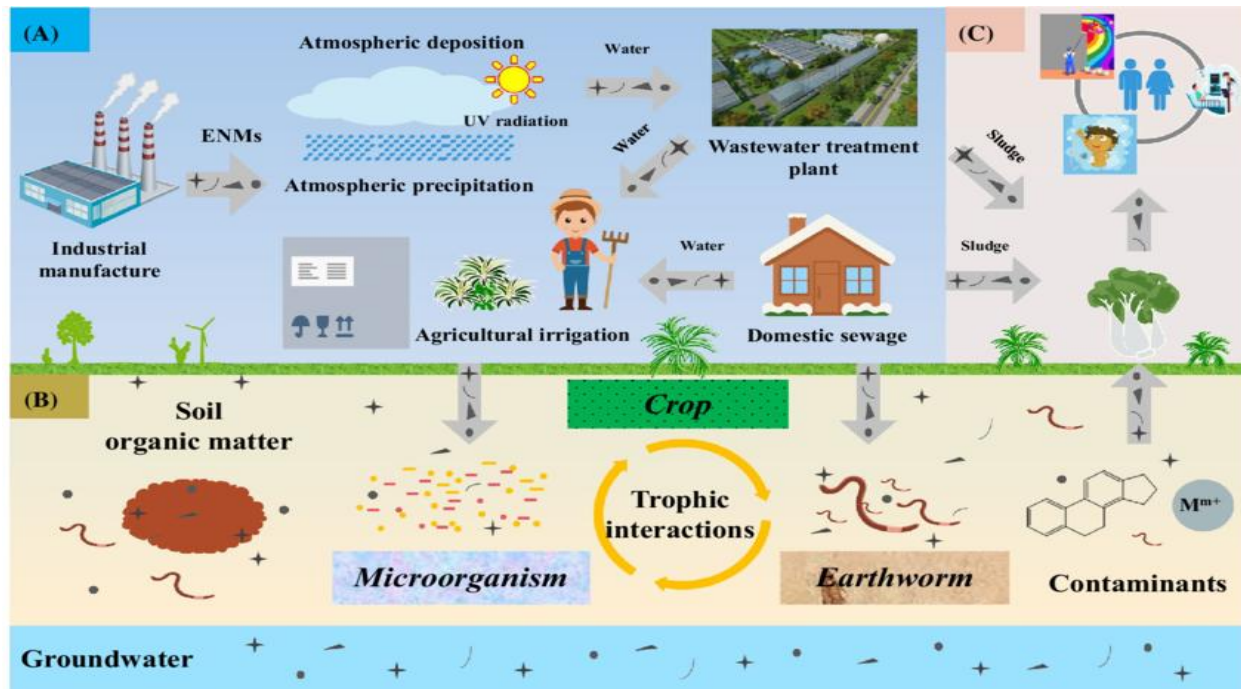 (A)
Atmospheric deposition
UV radiation
Atmospheric precipitation
ENMs
Industrial
manufacture
Water
Wastewater treatment
plant
Water
Water
Agricultural irrigation
Domestic sewage
(C)
Sludge
Sludge
(B)
Soil
organic matter
Crop
Trophic
interactions
Microorganism
Earthworm
Mᵐ⁺
Contaminants
Groundwater